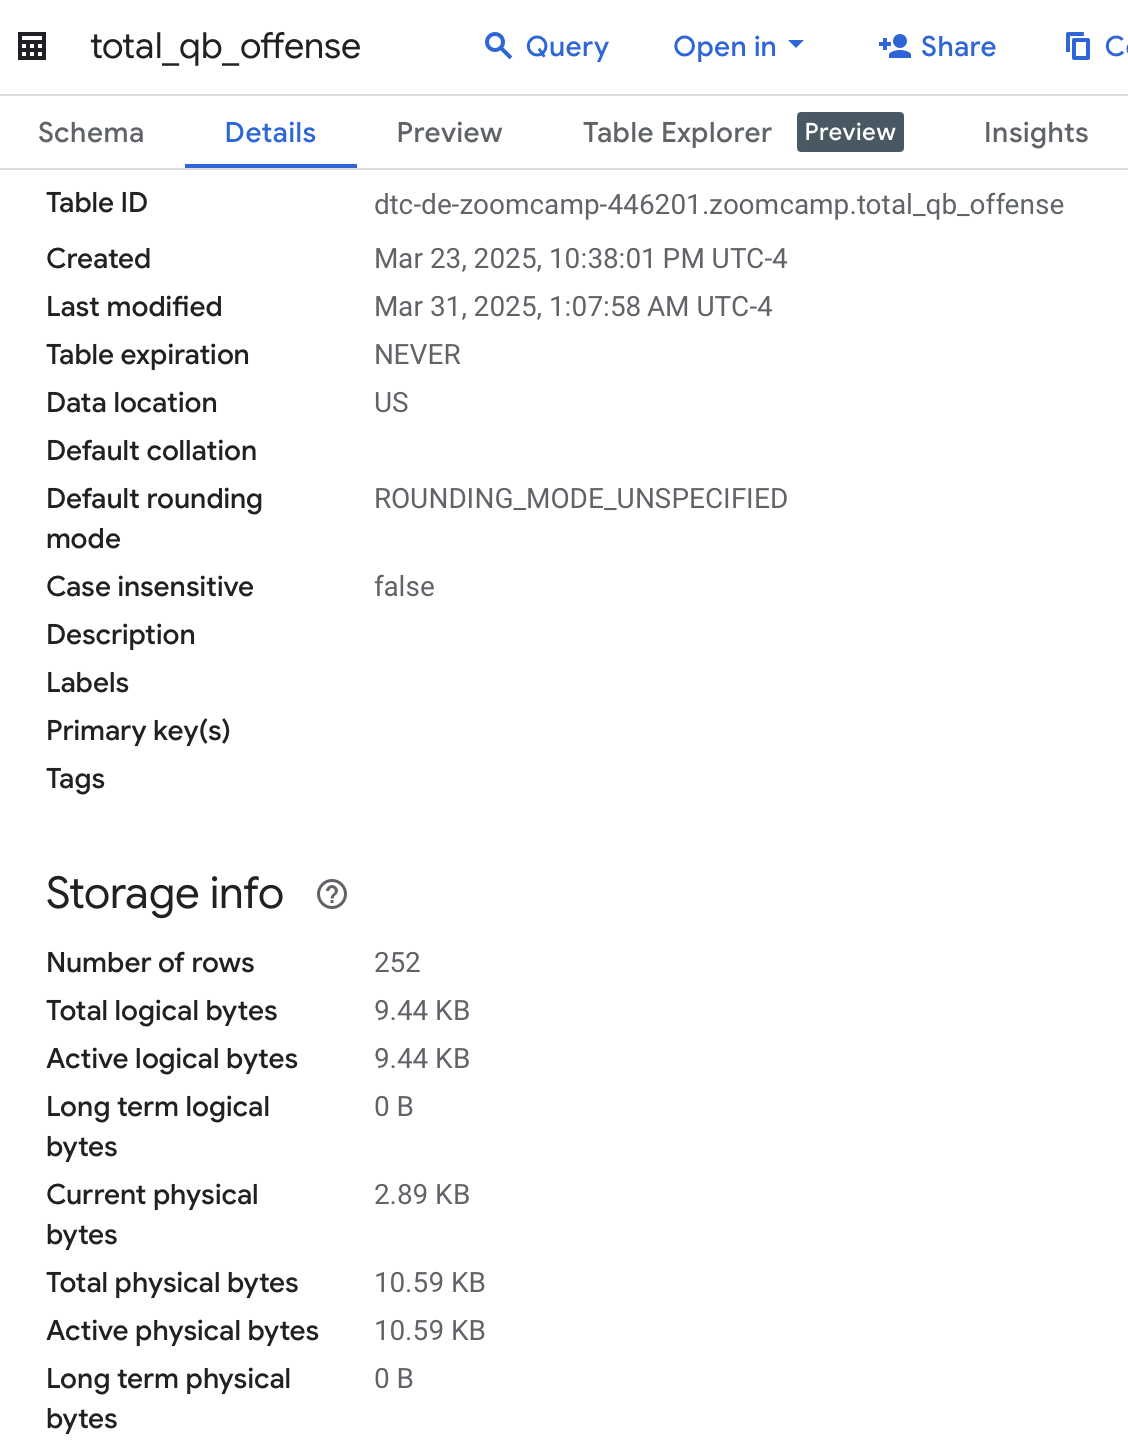 total_qb_offense Query Open in Share
Schema Details Preview Table Explorer Preview Insights
Table ID dtc-de-zoomcamp-446201.zoomcamp.total_qb_offense
Created Mar 23, 2025, 10:38:01 PM UTC-4
Last modified Mar 31, 2025, 1:07:58 AM UTC-4
Table expiration NEVER
Data location US
Default collation
Default rounding ROUNDING_MODE_UNSPECIFIED
mode
Case insensitive false
Description
Labels
Primary key(s)
Tags
Storage info ?
Number of rows 252
Total logical bytes 9.44 KB
Active logical bytes 9.44 KB
Long term logical 0 B
bytes
Current physical 2.89 KB
bytes
Total physical bytes 10.59 KB
Active physical bytes 10.59 KB
Long term physical 0 B
bytes